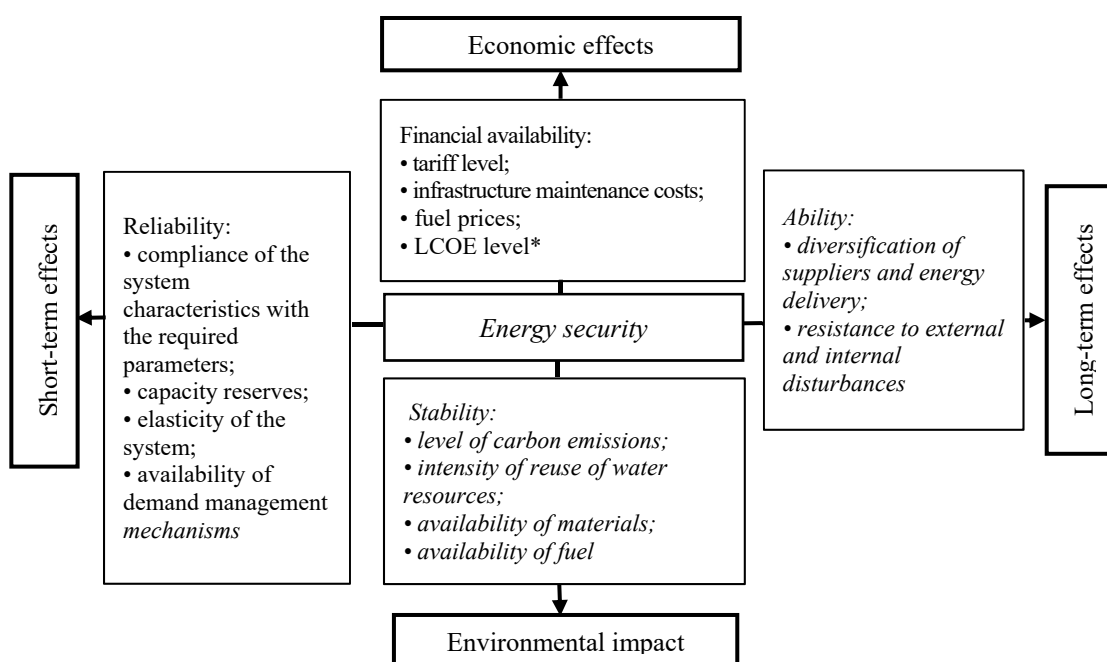 Economic effects
Financial availability:
• tariff level;
• infrastructure maintenance costs;
• fuel prices;
• LCOE level*
Short-term effects
Reliability:
• compliance of the
system
characteristics with
the required
parameters;
• capacity reserves;
• elasticity of the
system;
• availability of
demand management
mechanisms
Energy security
Ability:
• diversification of
suppliers and energy
delivery;
• resistance to external
and internal
disturbances
Long-term effects
Stability:
• level of carbon emissions;
• intensity of reuse of water
resources;
• availability of materials;
• availability of fuel
Environmental impact